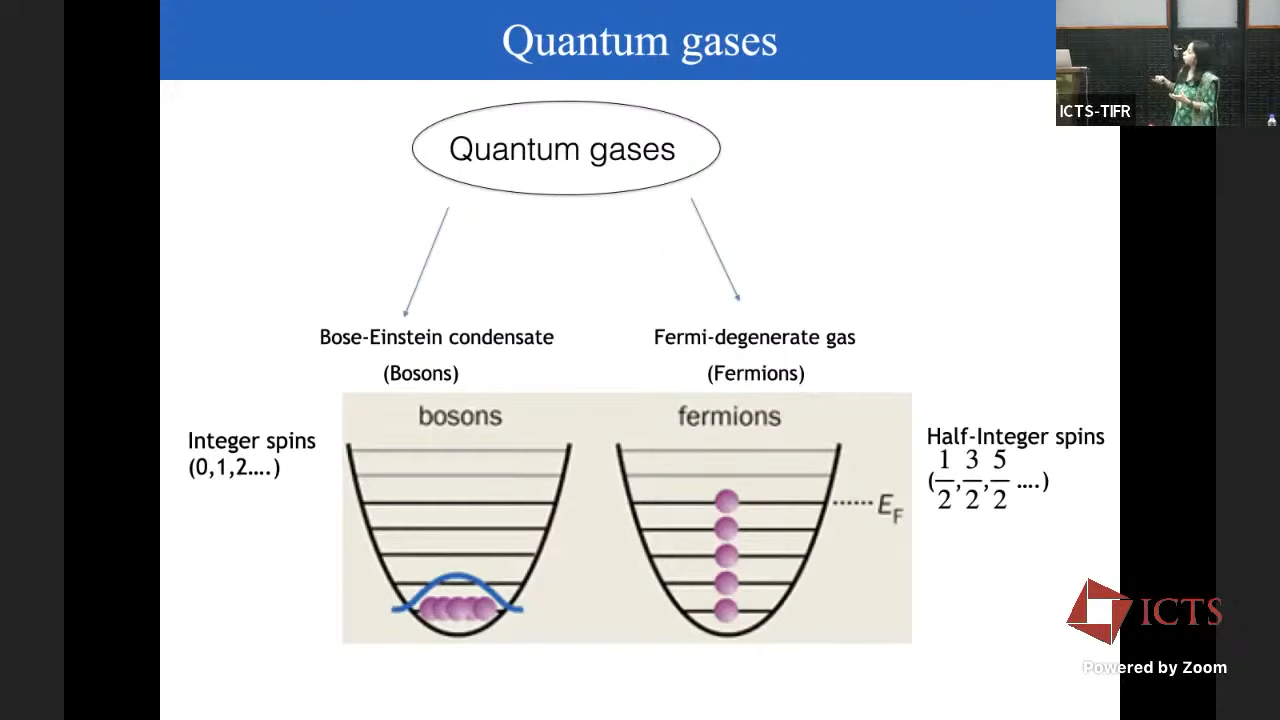 Quantum gases
ICTS-TIFR
Quantum gases
Bose-Einstein condensate
(Bosons)
Fermi-degenerate gas
(Fermions)
bosons
fermions
Integer spins
(0,1,2....)
Half-Integer spins
(1/2,3/2,5/2 ....)
E_F
ICTS
Powered by Zoom